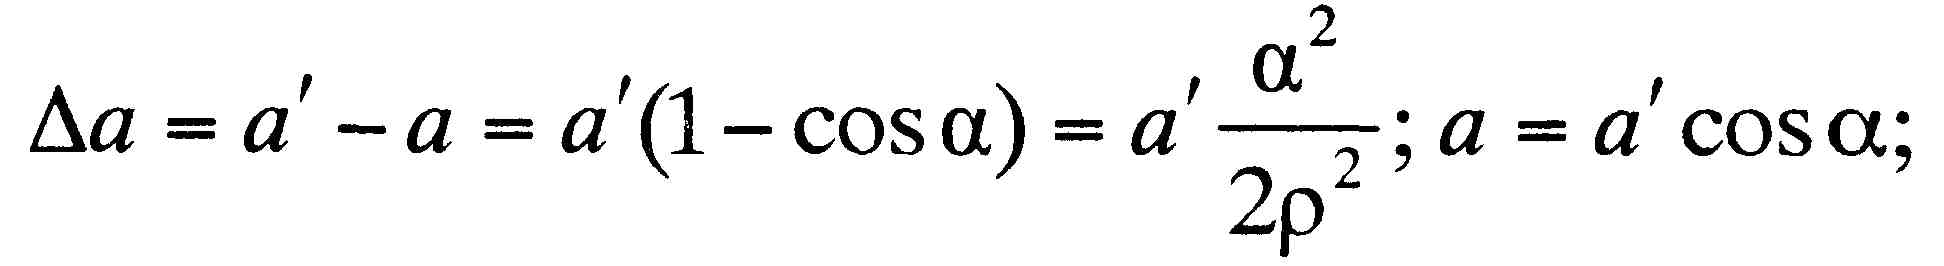 Δa = a′ − a = a′(1 − cos α) = a′ α²/2ρ²; a = a′ cos α;